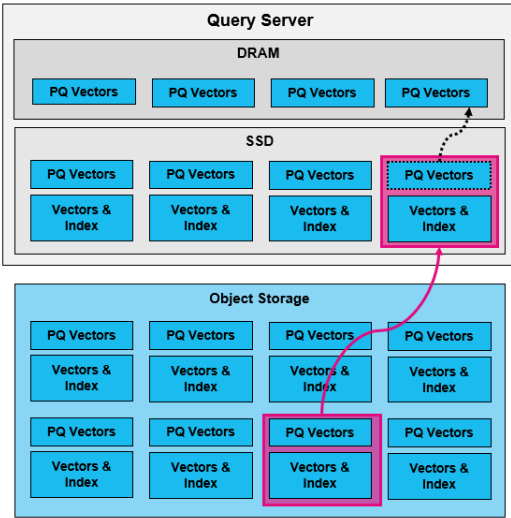 Query Server
DRAM
PQ Vectors PQ Vectors PQ Vectors PQ Vectors
SSD
PQ Vectors PQ Vectors PQ Vectors PQ Vectors
Vectors & Vectors & Vectors & Vectors &
Index Index Index Index
Object Storage
PQ Vectors PQ Vectors PQ Vectors PQ Vectors
Vectors & Vectors & Vectors & Vectors &
Index Index Index Index
PQ Vectors PQ Vectors PQ Vectors PQ Vectors
Vectors & Vectors & Vectors & Vectors &
Index Index Index Index